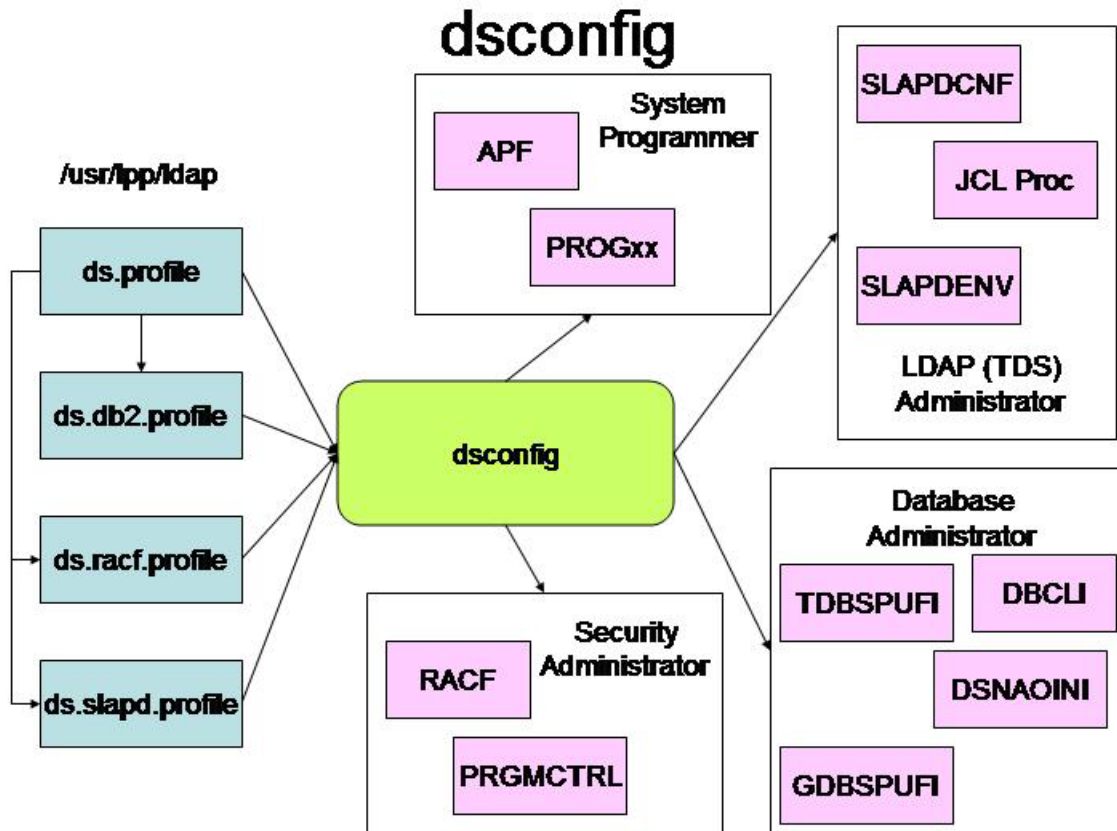 dsconfig
/usr/lpp/ldap
ds.profile
ds.db2.profile
ds.racf.profile
ds.slapd.profile
System
Programmer
APF
PROGxx
dsconfig
Security
Administrator
RACF
PRGMCTRL
SLAPDCNF
JCL Proc
SLAPDENV
LDAP (TDS)
Administrator
Database
Administrator
TDBSPUFI
DBCLI
DSNAOINI
GDBSPUFI